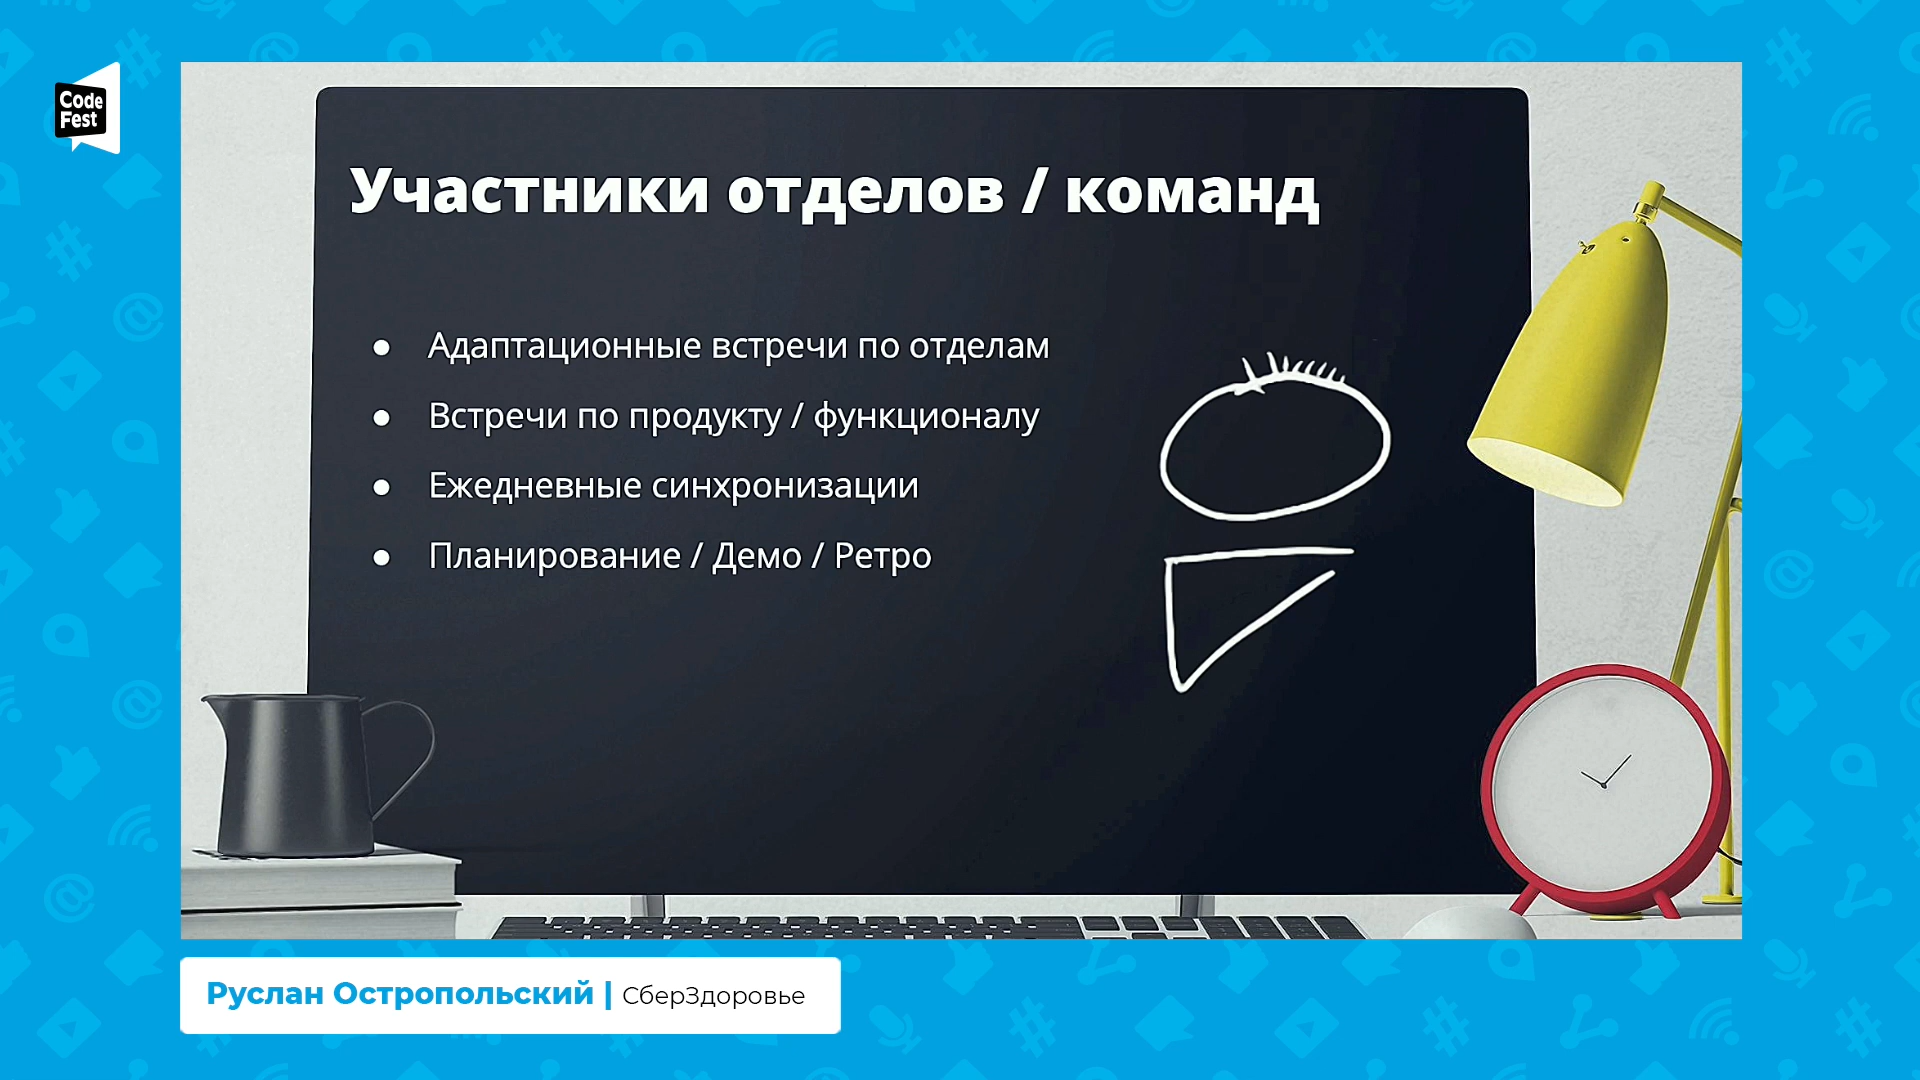 Code
Fest
Участники отделов / команд
● Адаптационные встречи по отделам
● Встречи по продукту / функционалу
● Ежедневные синхронизации
● Планирование / Демо / Ретро
Руслан Остропольский | СберЗдоровье